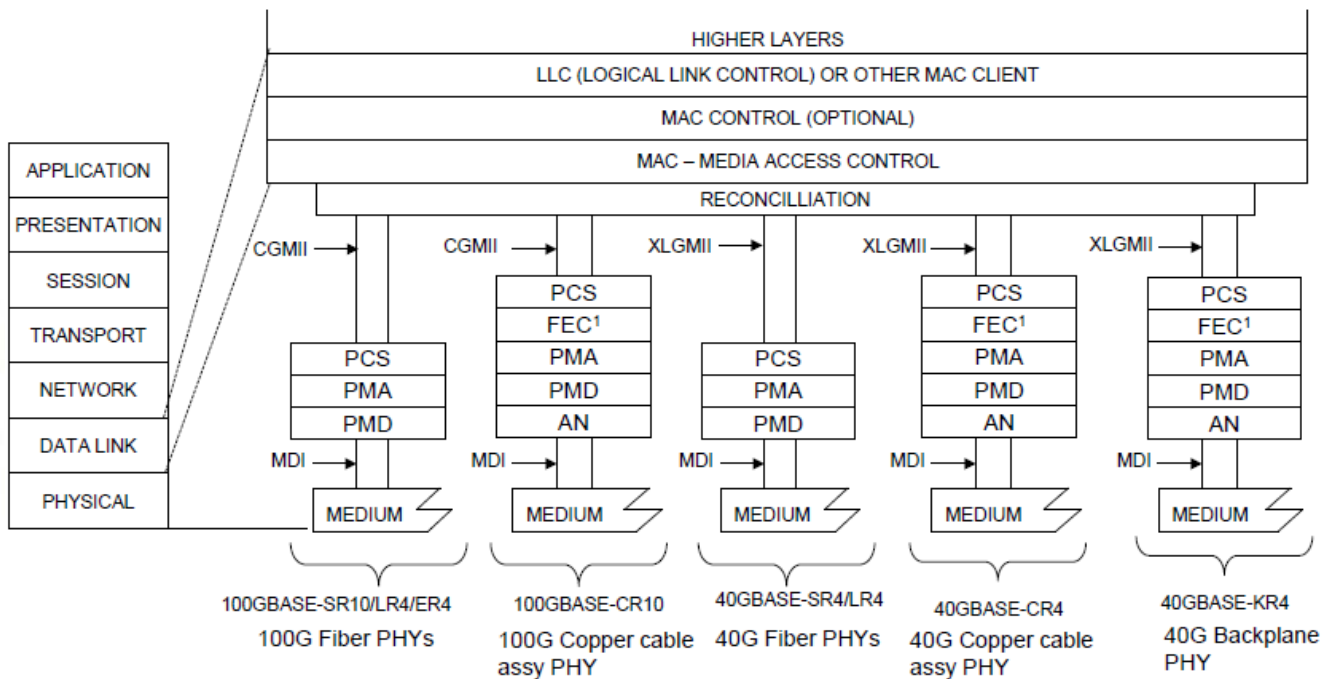 HIGHER LAYERS
LLC (LOGICAL LINK CONTROL) OR OTHER MAC CLIENT
MAC CONTROL (OPTIONAL)
MAC – MEDIA ACCESS CONTROL
RECONCILLIATION
APPLICATION
PRESENTATION
SESSION
TRANSPORT
NETWORK
DATA LINK
PHYSICAL
CGMII
PCS
PMA
PMD
MDI
MEDIUM
100GBASE-SR10/LR4/ER4
100G Fiber PHYs
CGMII
PCS
FEC¹
PMA
PMD
AN
MDI
MEDIUM
100GBASE-CR10
100G Copper cable
assy PHY
XLGMII
PCS
PMA
PMD
MDI
MEDIUM
40GBASE-SR4/LR4
40G Fiber PHYs
XLGMII
PCS
FEC¹
PMA
PMD
AN
MDI
MEDIUM
40GBASE-CR4
40G Copper cable
assy PHY
XLGMII
PCS
FEC¹
PMA
PMD
AN
MDI
MEDIUM
40GBASE-KR4
40G Backplane
PHY